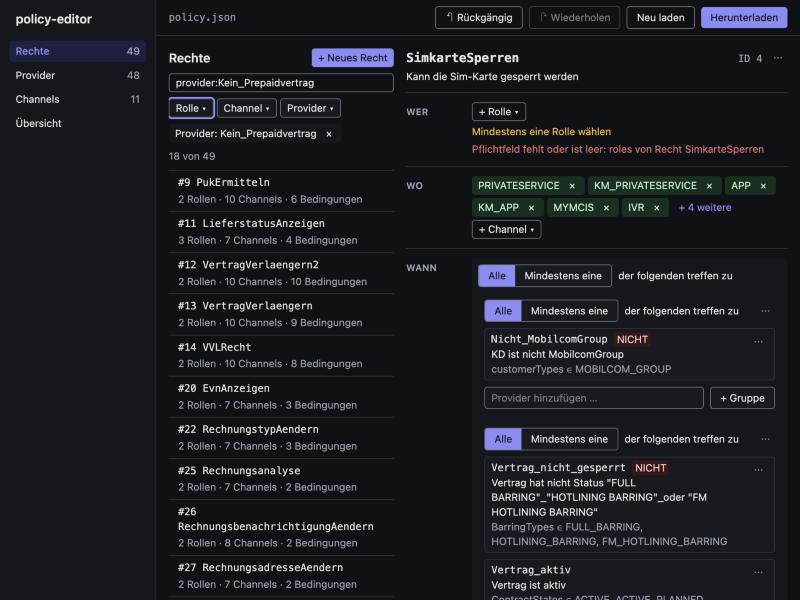 policy-editor
Rechte 49
Provider 48
Channels 11
Übersicht
policy.json
Rückgängig
Wiederholen
Neu laden
Herunterladen
Rechte
+ Neues Recht
provider:Kein_Prepaidvertrag
Rolle
Channel
Provider
Provider: Kein_Prepaidvertrag ×
18 von 49
#9 PukErmitteln
2 Rollen · 10 Channels · 6 Bedingungen
#11 LieferstatusAnzeigen
3 Rollen · 7 Channels · 4 Bedingungen
#12 VertragVerlaengern2
2 Rollen · 10 Channels · 10 Bedingungen
#13 VertragVerlaengern
2 Rollen · 10 Channels · 9 Bedingungen
#14 VVLRecht
2 Rollen · 10 Channels · 8 Bedingungen
#20 EvnAnzeigen
2 Rollen · 7 Channels · 3 Bedingungen
#22 RechnungstypAendern
2 Rollen · 7 Channels · 3 Bedingungen
#25 Rechnungsanalyse
2 Rollen · 7 Channels · 2 Bedingungen
#26
RechnungsbenachrichtigungAendern
2 Rollen · 8 Channels · 2 Bedingungen
#27 RechnungsadresseAendern
2 Rollen · 7 Channels · 2 Bedingungen
SimkarteSperren
ID 4 ...
Kann die Sim-Karte gesperrt werden
WER
+ Rolle
Mindestens eine Rolle wählen
Pflichtfeld fehlt oder ist leer: roles von Recht SimkarteSperren
WO
PRIVATESERVICE × KM_PRIVATESERVICE × APP ×
KM_APP × MYMCIS × IVR × + 4 weitere
+ Channel
WANN
Alle Mindestens eine der folgenden treffen zu
Alle Mindestens eine der folgenden treffen zu ...
Nicht_MobilcomGroup NICHT ...
KD ist nicht MobilcomGroup
customerTypes ∈ MOBILCOM_GROUP
Provider hinzufügen …
+ Gruppe
Alle Mindestens eine der folgenden treffen zu ...
Vertrag_nicht_gesperrt NICHT ...
Vertrag hat nicht Status "FULL
BARRING"_"HOTLINING BARRING"_oder "FM
HOTLINING BARRING"
BarringTypes ∈ FULL_BARRING,
HOTLINING_BARRING, FM_HOTLINING_BARRING
Vertrag_aktiv ...
Vertrag ist aktiv
ContractStates ∈ ACTIVE, ACTIVE_PLANNED